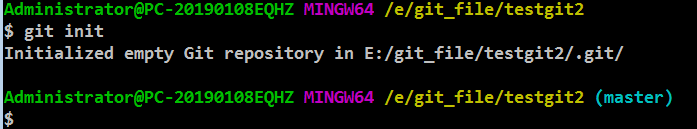 Administrator@PC-20190108EQHZ MINGW64 /e/git_file/testgit2
$ git init
Initialized empty Git repository in E:/git_file/testgit2/.git/
Administrator@PC-20190108EQHZ MINGW64 /e/git_file/testgit2 (master)
$